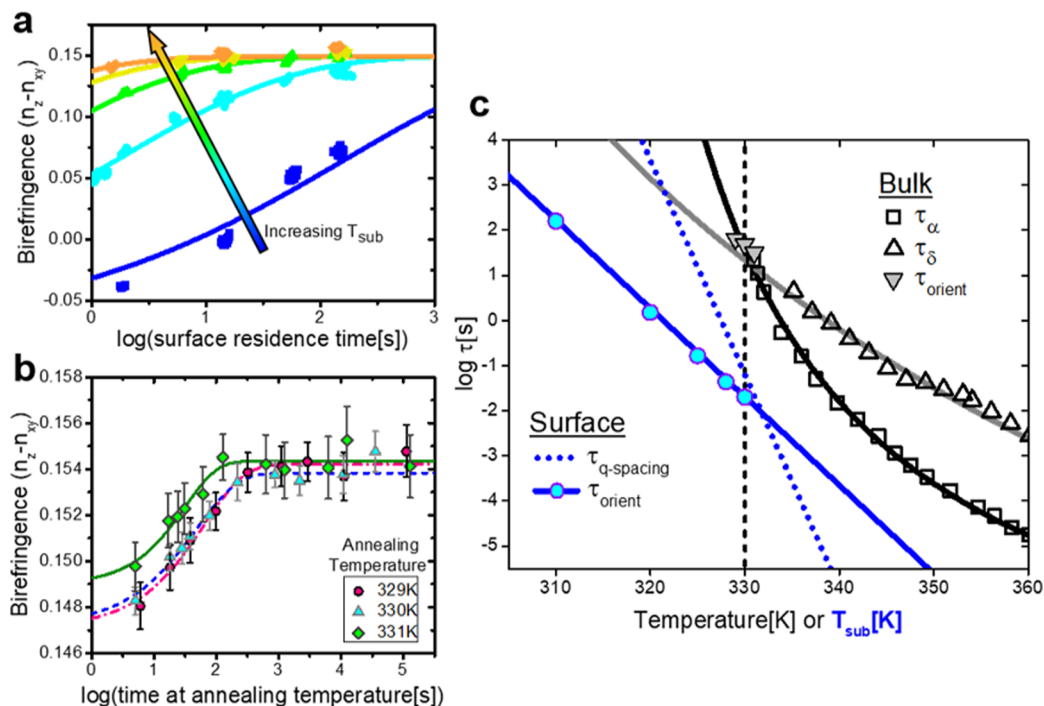 a
Birefringence (nz-nxy)
0.15
0.10
0.05
0.00
-0.05
Increasing Tsub
0 1 2 3
log(surface residence time[s])
b
Birefringence (nz-nxy)
0.158
0.156
0.154
0.152
0.150
0.148
0.146
Annealing
Temperature
329K
330K
331K
0 1 2 3 4 5
log(time at annealing temperature[s])
c
log τ[s]
4
3
2
1
0
-1
-2
-3
-4
-5
Bulk
τα
τδ
τorient
Surface
τq-spacing
τorient
310 320 330 340 350 360
Temperature[K] or Tsub[K]